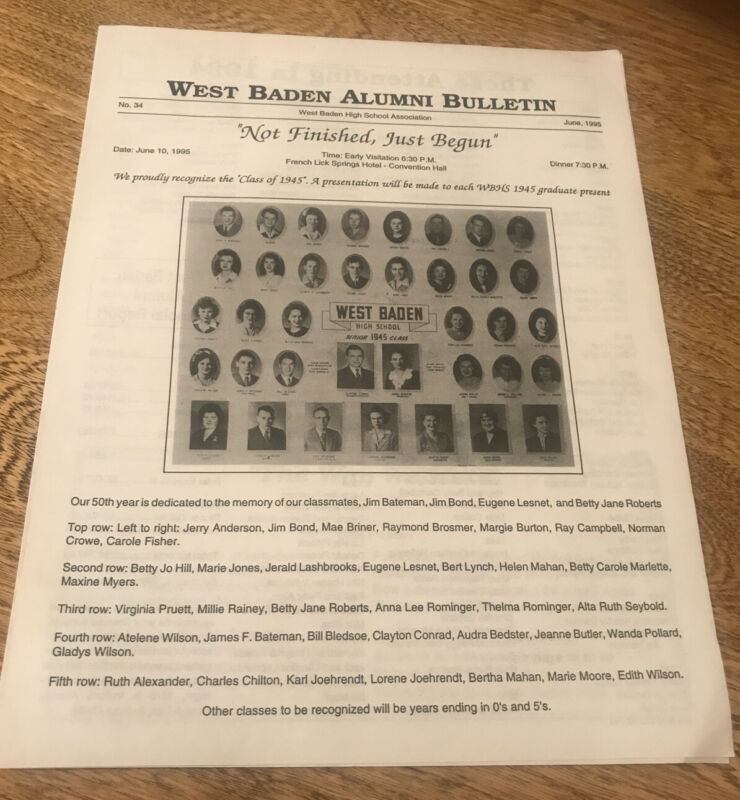 WEST BADEN ALUMNI BULLETIN
No. 34
West Baden High School Association
June, 1995
"Not Finished, Just Begun"
Date: June 10, 1995
Time: Early Visitation 6:30 P.M.
French Lick Springs Hotel - Convention Hall
Dinner 7:30 P.M.
We proudly recognize the "Class of 1945". A presentation will be made to each WBHS 1945 graduate present
WEST BADEN
HIGH SCHOOL
SENIOR 1945 CLASS
Our 50th year is dedicated to the memory of our classmates, Jim Bateman, Jim Bond, Eugene Lesnet, and Betty Jane Roberts
Top row: Left to right: Jerry Anderson, Jim Bond, Mae Briner, Raymond Brosmer, Margie Burton, Ray Campbell, Norman
Crowe, Carole Fisher.
Second row: Betty Jo Hill, Marie Jones, Jerald Lashbrooks, Eugene Lesnet, Bert Lynch, Helen Mahan, Betty Carole Marlette,
Maxine Myers.
Third row: Virginia Pruett, Millie Rainey, Betty Jane Roberts, Anna Lee Rominger, Thelma Rominger, Alta Ruth Seybold.
Fourth row: Atelene Wilson, James F. Bateman, Bill Bledsoe, Clayton Conrad, Audra Bedster, Jeanne Butler, Wanda Pollard,
Gladys Wilson.
Fifth row: Ruth Alexander, Charles Chilton, Karl Joehrendt, Lorene Joehrendt, Bertha Mahan, Marie Moore, Edith Wilson.
Other classes to be recognized will be years ending in 0's and 5's.